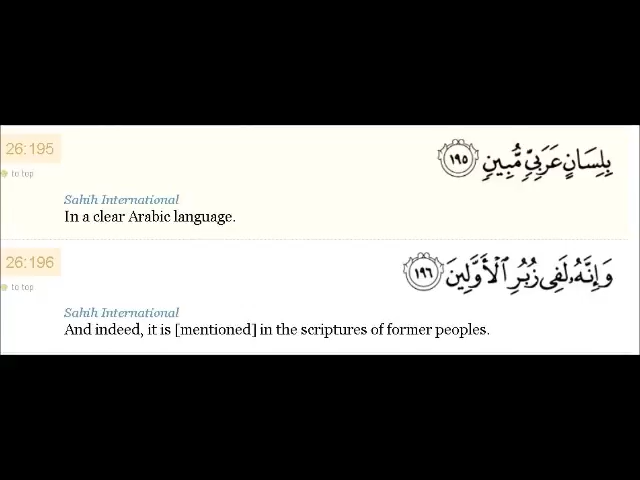 26:195
بِلِسَانٍ عَرَبِيٍّ مُّبِينٍ ١٩٥
to top
Sahih International
In a clear Arabic language.
26:196
وَإِنَّهُۥ لَفِى زُبُرِ ٱلْأَوَّلِينَ ١٩٦
to top
Sahih International
And indeed, it is [mentioned] in the scriptures of former peoples.